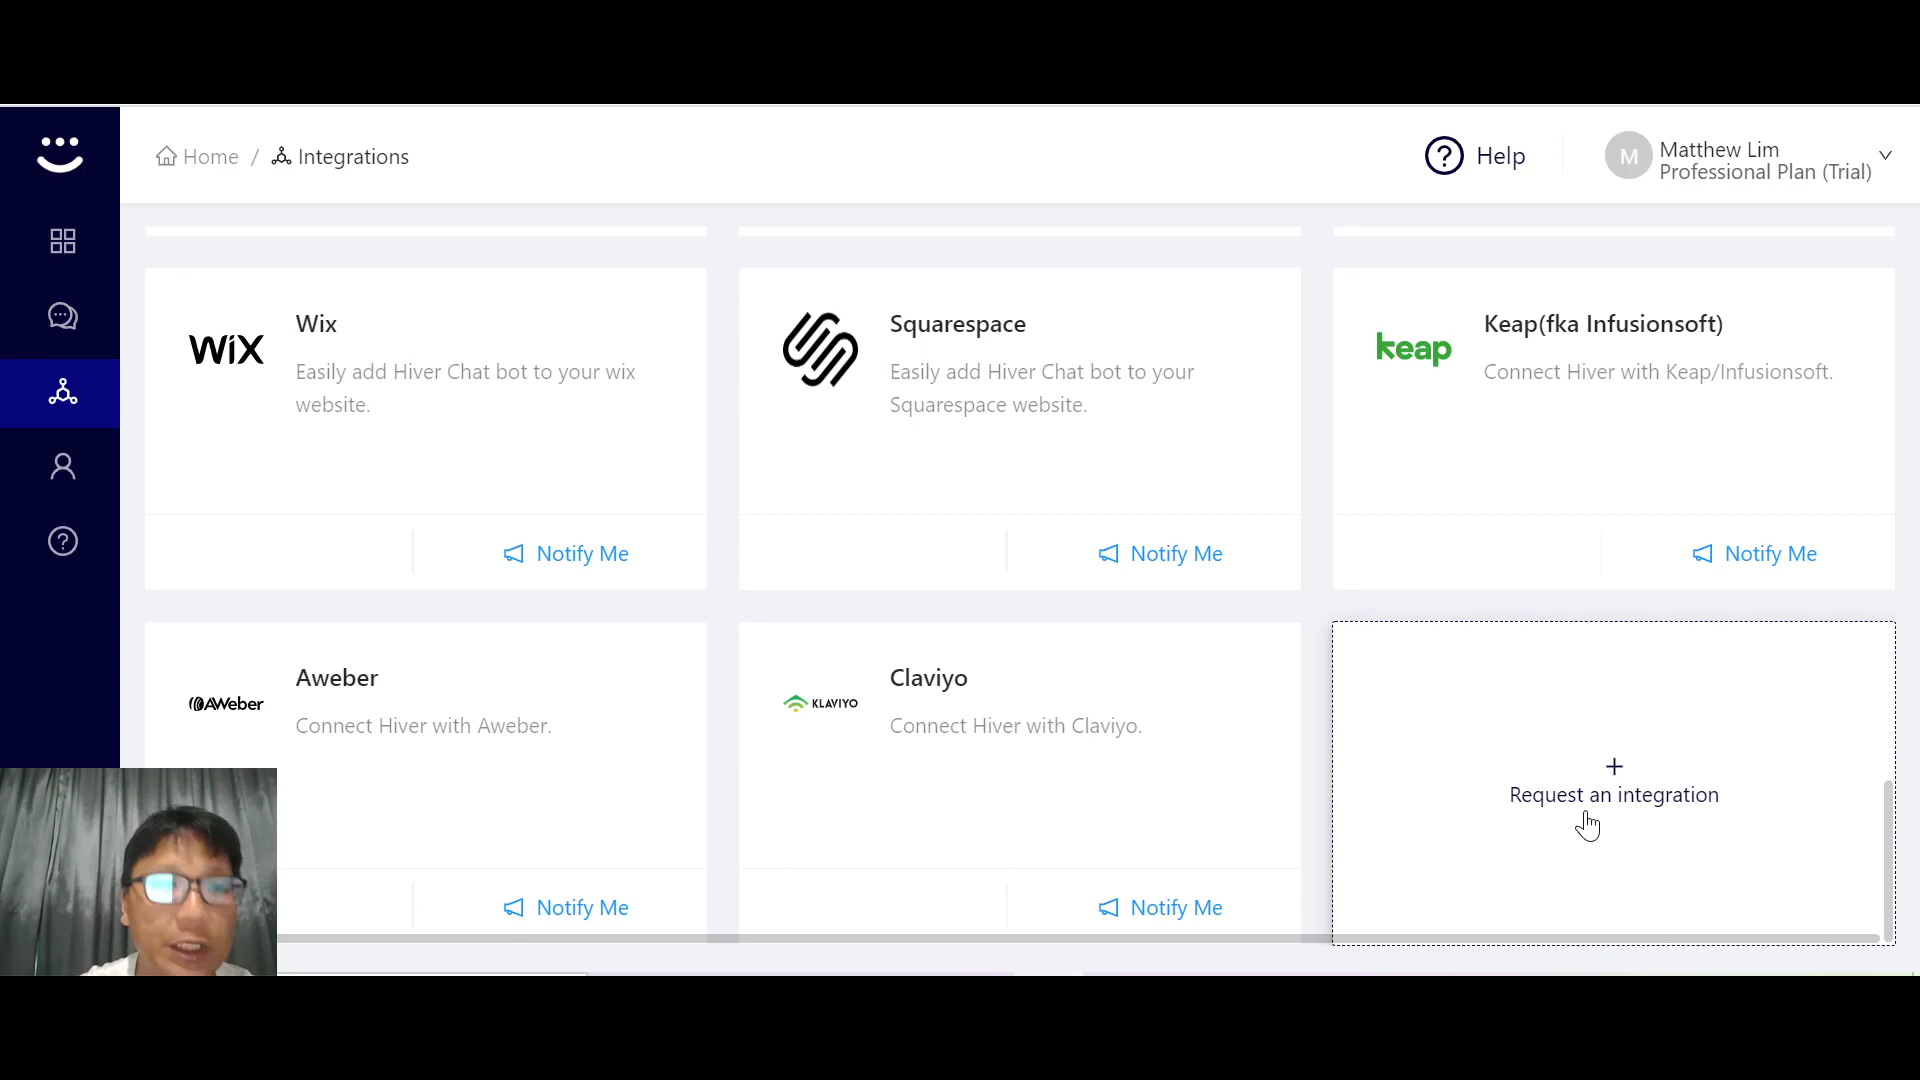 Home / Integrations
Help
M
Matthew Lim
Professional Plan (Trial)
WiX
Wix
Easily add Hiver Chat bot to your wix
website.
Notify Me
Squarespace
Easily add Hiver Chat bot to your
Squarespace website.
Notify Me
keap
Keap(fka Infusionsoft)
Connect Hiver with Keap/Infusionsoft.
Notify Me
AWeber
Aweber
Connect Hiver with Aweber.
Notify Me
KLAVIYO
Claviyo
Connect Hiver with Claviyo.
Notify Me
+
Request an integration